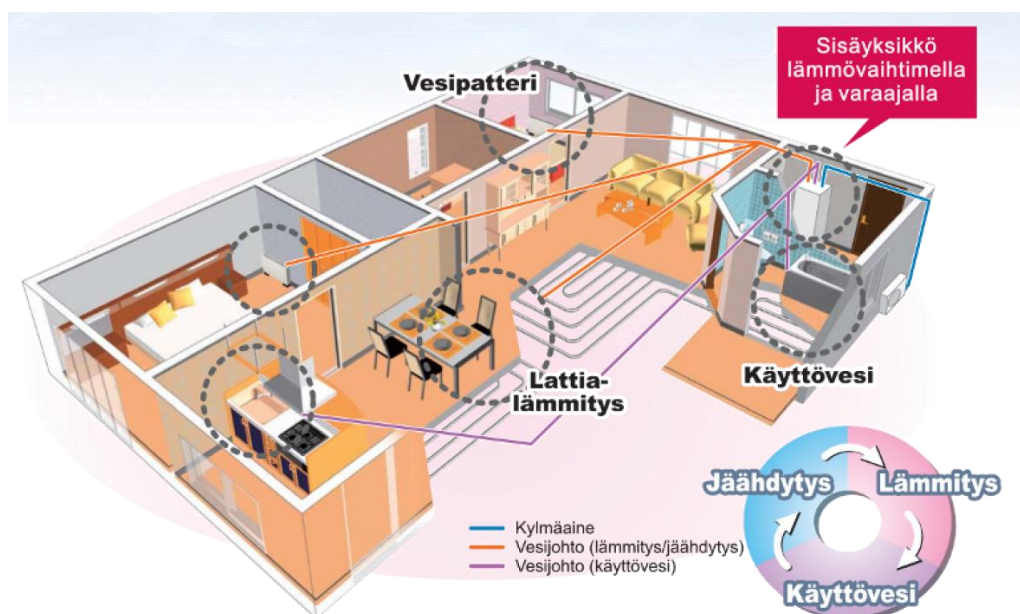 Sisäyksikkö
lämmövaihtimella
ja varaajalla
Vesipatteri
Lattia-
lämmitys
Käyttövesi
Kylmäaine
Vesijohto (lämmitys/jäähdytys)
Vesijohto (käyttövesi)
Jäähdytys
Lämmitys
Käyttövesi